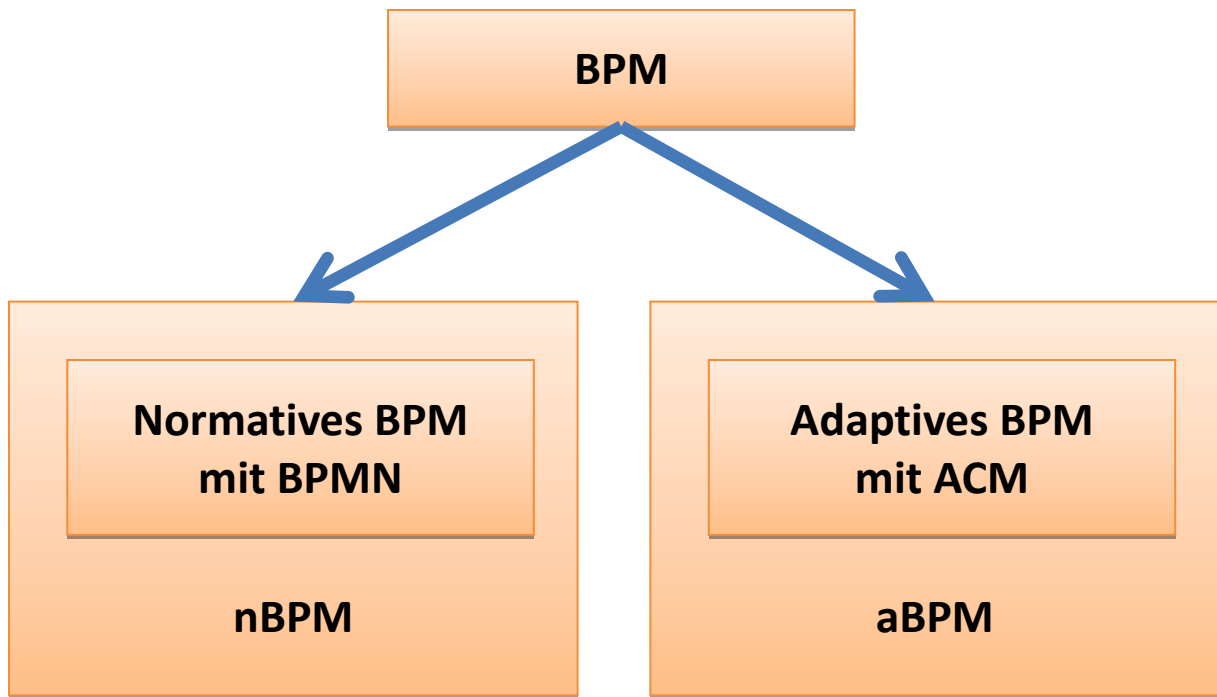 BPM
Normatives BPM
mit BPMN
nBPM
Adaptives BPM
mit ACM
aBPM